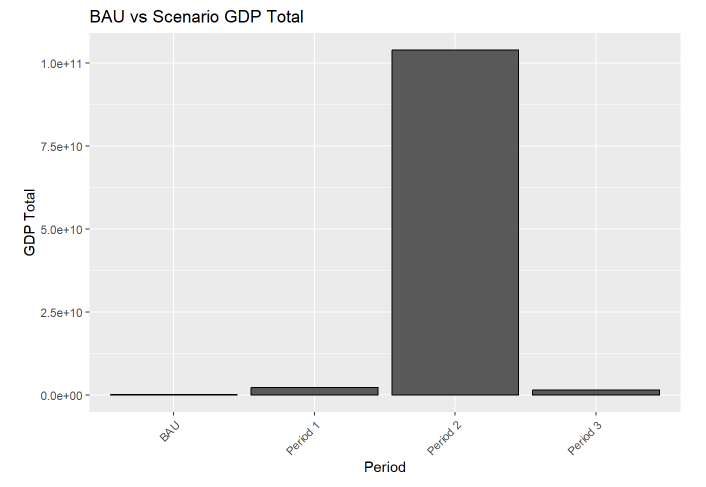 BAU vs Scenario GDP Total
GDP Total
1.0e+11
7.5e+10
5.0e+10
2.5e+10
0.0e+00
BAU
Period 1
Period 2
Period 3
Period